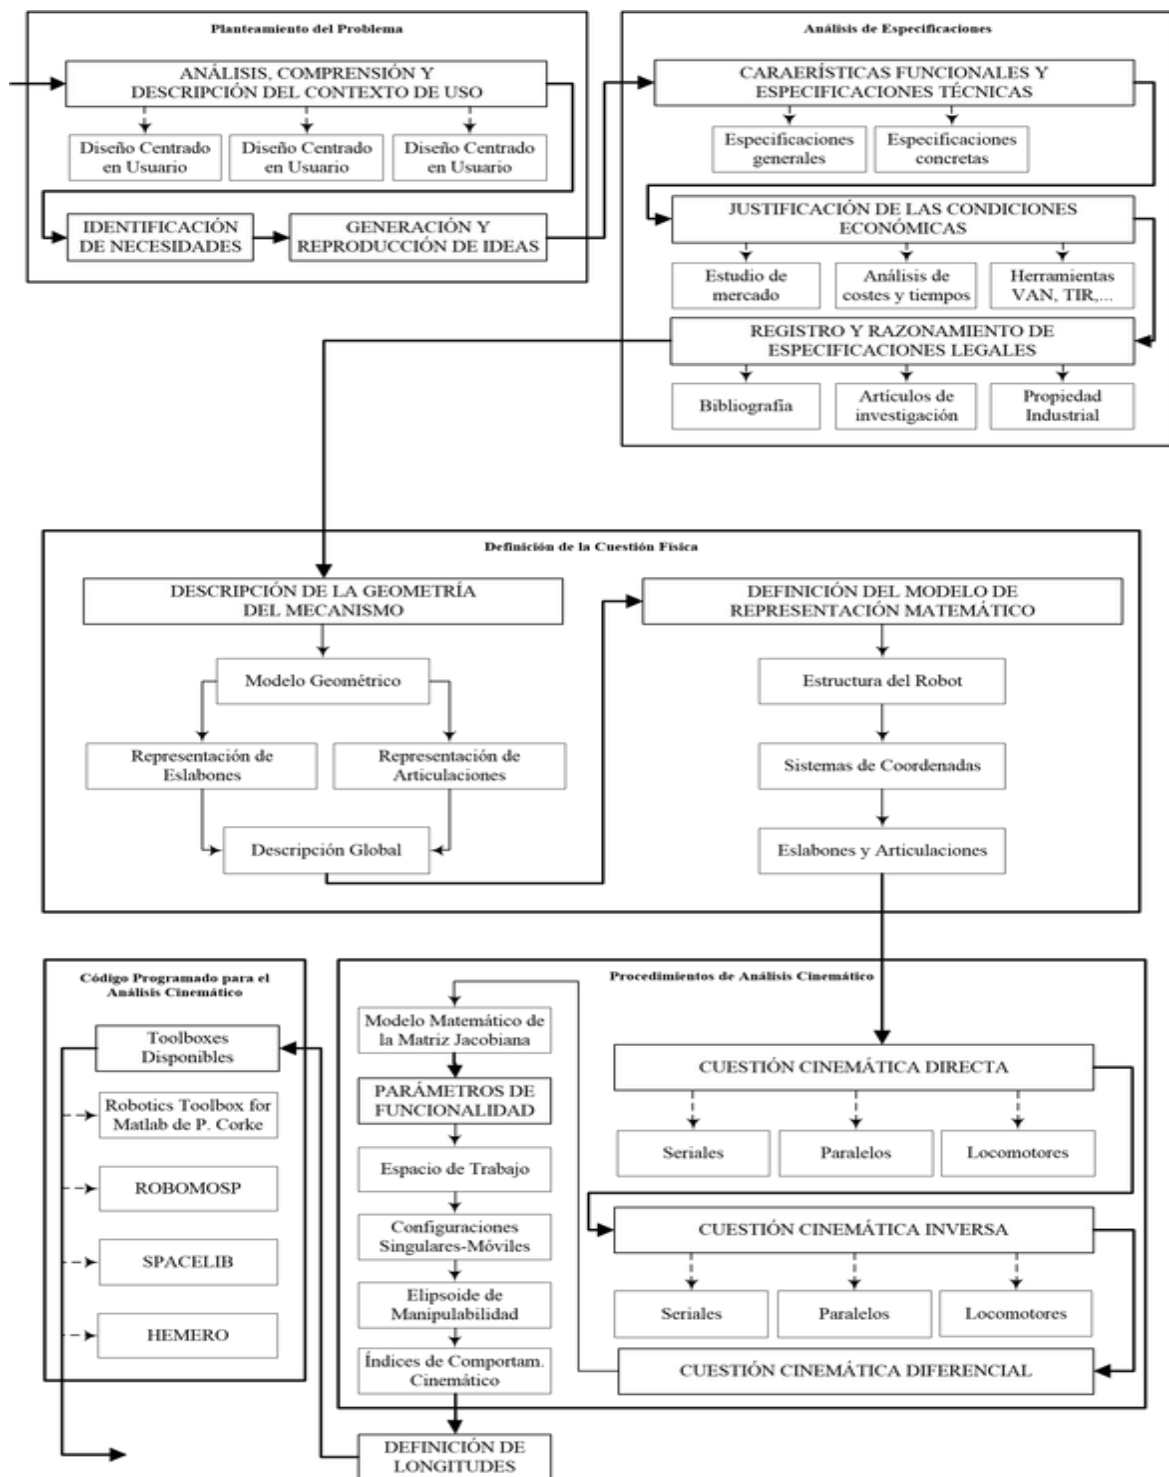 Planteamiento del Problema
ANÁLISIS, COMPRENSIÓN Y
DESCRIPCIÓN DEL CONTEXTO DE USO
Diseño Centrado
en Usuario
Diseño Centrado
en Usuario
Diseño Centrado
en Usuario
IDENTIFICACIÓN
DE NECESIDADES
GENERACIÓN Y
REPRODUCCIÓN DE IDEAS
Análisis de Especificaciones
CARAERÍSTICAS FUNCIONALES Y
ESPECIFICACIONES TÉCNICAS
Especificaciones
generales
Especificaciones
concretas
JUSTIFICACIÓN DE LAS CONDICIONES
ECONÓMICAS
Estudio de
mercado
Análisis de
costes y tiempos
Herramientas
VAN, TIR,...
REGISTRO Y RAZONAMIENTO DE
ESPECIFICACIONES LEGALES
Bibliografía
Artículos de
investigación
Propiedad
Industrial
Definición de la Cuestión Física
DESCRIPCIÓN DE LA GEOMETRÍA
DEL MECANISMO
Modelo Geométrico
Representación de
Eslabones
Representación de
Articulaciones
Descripción Global
DEFINICIÓN DEL MODELO DE
REPRESENTACIÓN MATEMÁTICO
Estructura del Robot
Sistemas de Coordenadas
Eslabones y Articulaciones
Procedimientos de Análisis Cinemático
CUESTIÓN CINEMÁTICA DIRECTA
Seriales
Paralelos
Locomotores
CUESTIÓN CINEMÁTICA INVERSA
Seriales
Paralelos
Locomotores
CUESTIÓN CINEMÁTICA DIFERENCIAL
Modelo Matemático de
la Matriz Jacobiana
PARÁMETROS DE
FUNCIONALIDAD
Espacio de Trabajo
Configuraciones
Singulares-Móviles
Elipsoide de
Manipulabilidad
Índices de Comportam.
Cinemático
DEFINICIÓN DE
LONGITUDES
Código Programado para el
Análisis Cinemático
Toolboxes
Disponibles
Robotics Toolbox for
Matlab de P. Corke
ROBOMOSP
SPACELIB
HEMERO